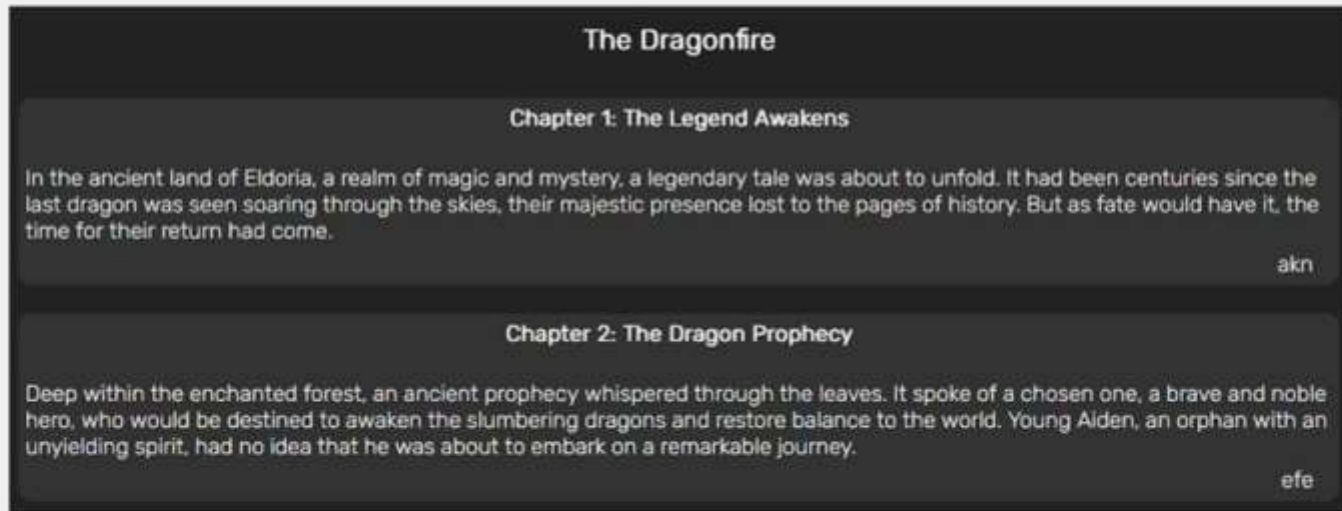 The Dragonfire
Chapter 1: The Legend Awakens
In the ancient land of Eldoria, a realm of magic and mystery, a legendary tale was about to unfold. It had been centuries since the
last dragon was seen soaring through the skies, their majestic presence lost to the pages of history. But as fate would have it, the
time for their return had come.
akn
Chapter 2: The Dragon Prophecy
Deep within the enchanted forest, an ancient prophecy whispered through the leaves. It spoke of a chosen one, a brave and noble
hero, who would be destined to awaken the slumbering dragons and restore balance to the world. Young Aiden, an orphan with an
unyielding spirit, had no idea that he was about to embark on a remarkable journey.
efe